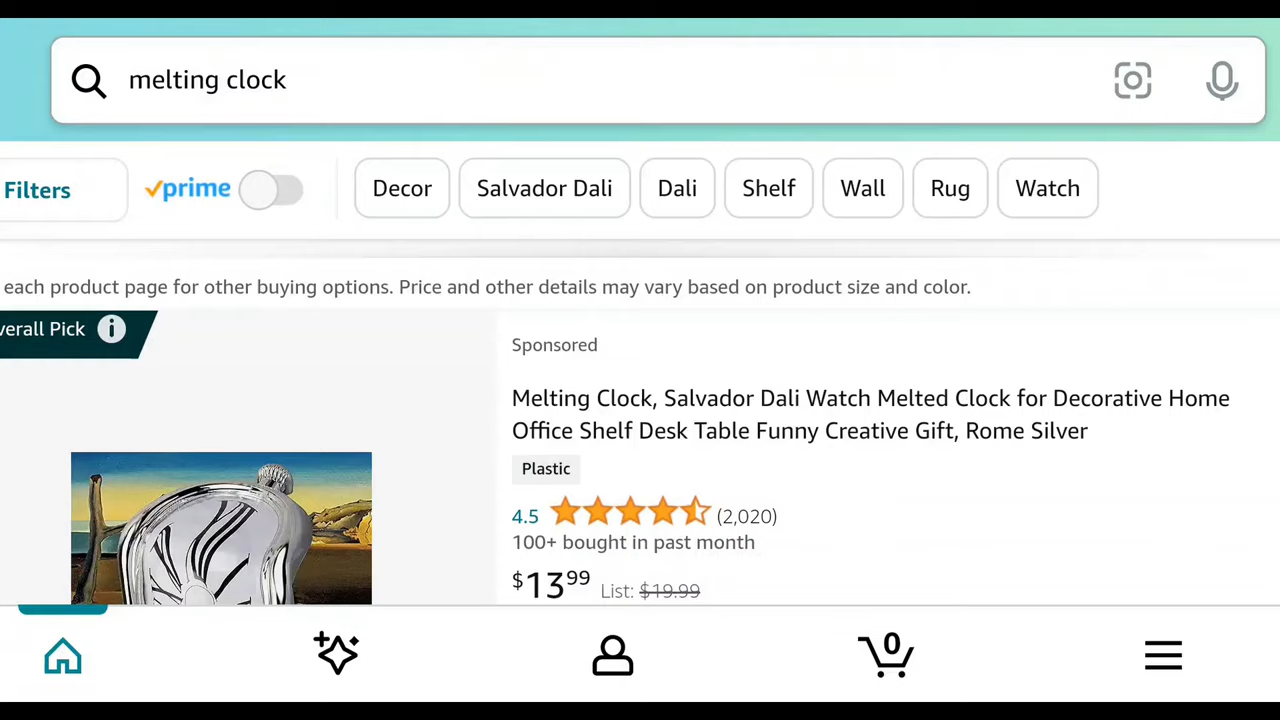 melting clock
Filters
prime
Decor
Salvador Dali
Dali
Shelf
Wall
Rug
Watch
each product page for other buying options. Price and other details may vary based on product size and color.
verall Pick
Sponsored
Melting Clock, Salvador Dali Watch Melted Clock for Decorative Home
Office Shelf Desk Table Funny Creative Gift, Rome Silver
Plastic
4.5 (2,020)
100+ bought in past month
$13 99 List: $19.99
0